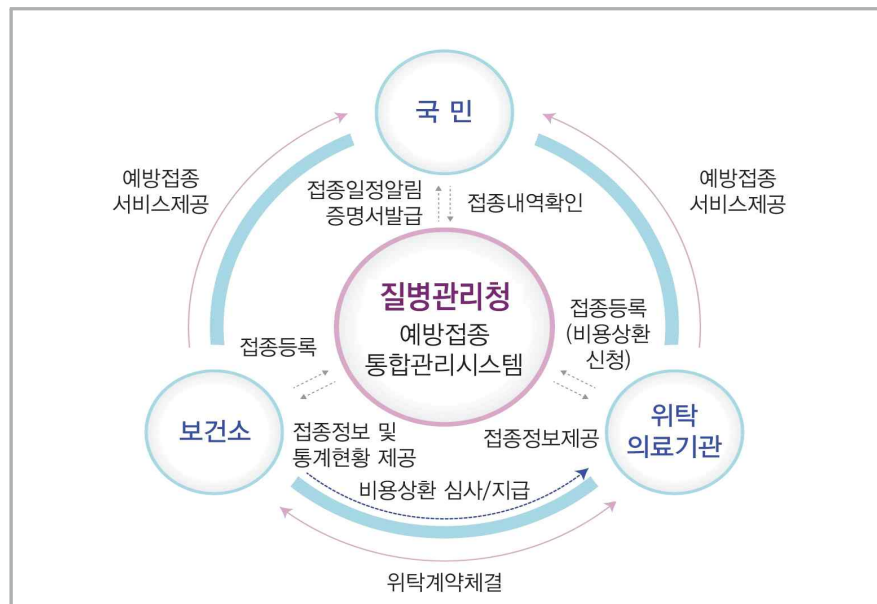 국 민
예방접종
서비스제공
접종일정알림
증명서발급
접종내역확인
예방접종
서비스제공
질병관리청
예방접종
통합관리시스템
접종등록
접종등록
(비용상환
신청)
보건소
접종정보 및
통계현황 제공
접종정보제공
위탁
의료기관
비용상환 심사/지급
위탁계약체결